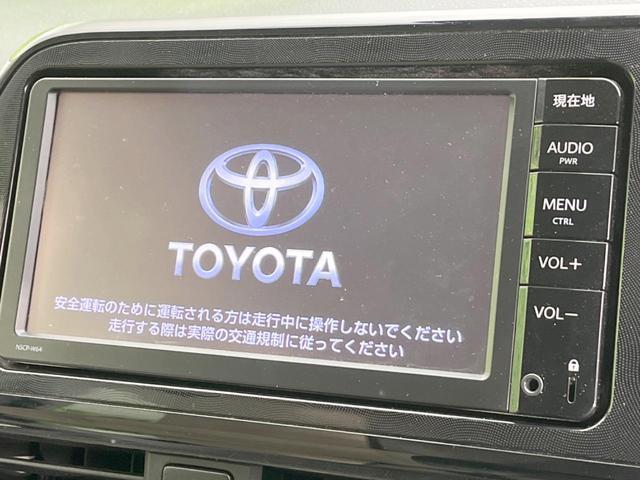 TOYOTA
安全運転のために運転される方は走行中に操作しないでください
走行する際は実際の交通規制に従ってください
NSCP-W64
現在地
AUDIO
PWR
MENU
CTRL
VOL+
VOL−